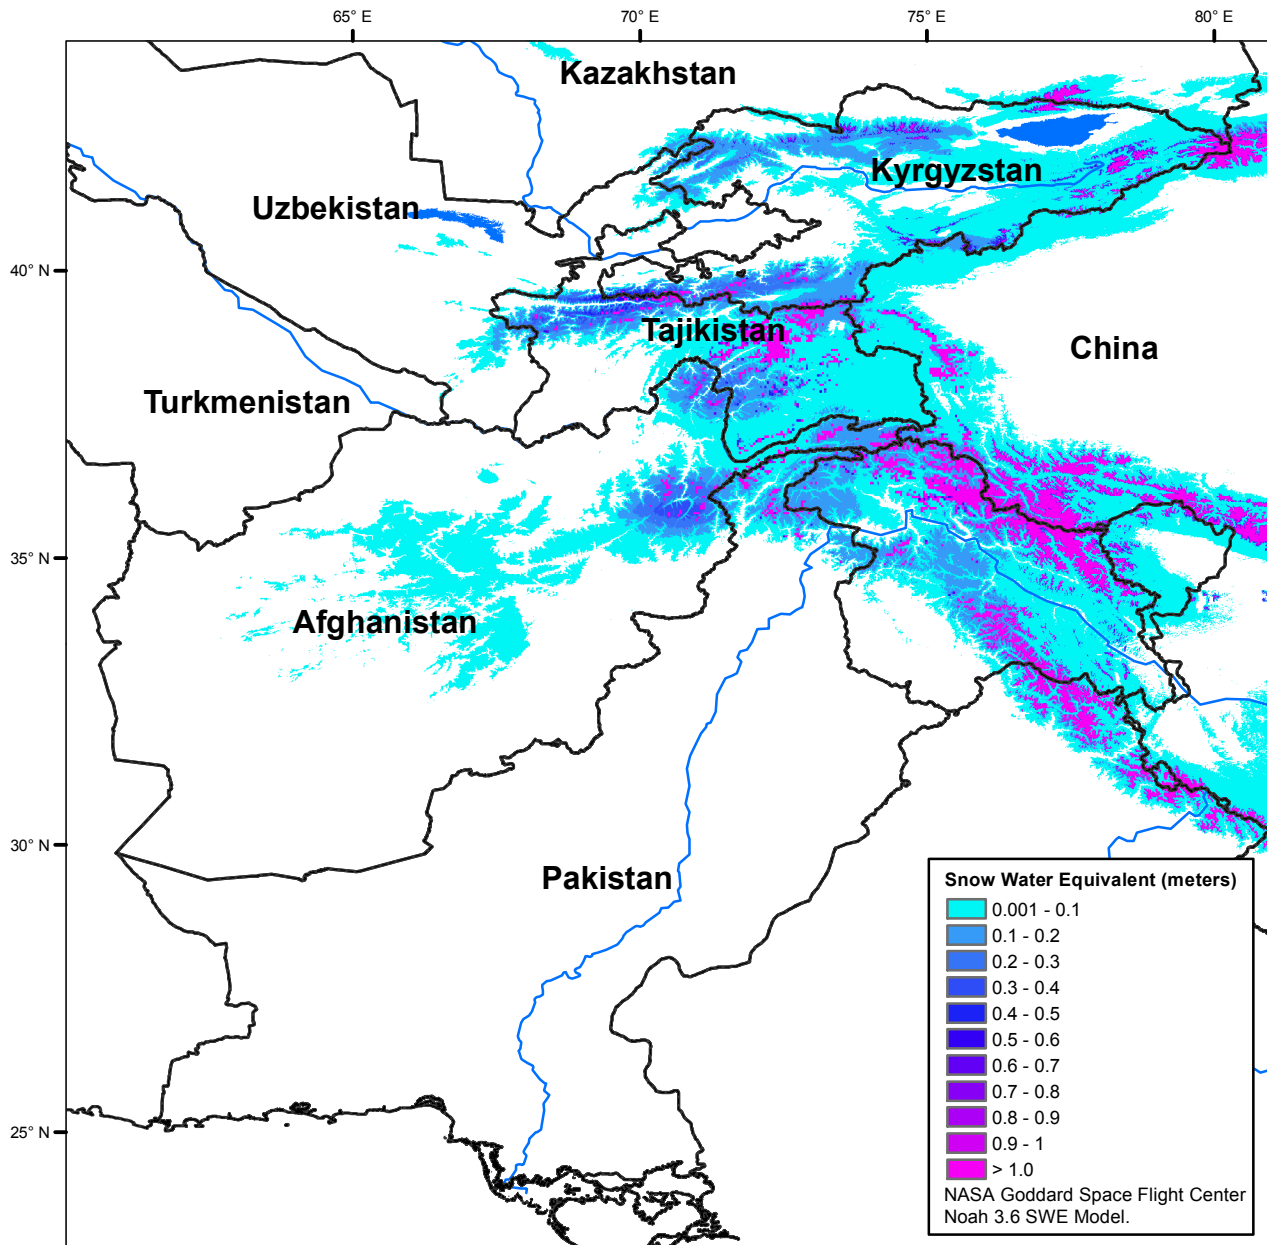 65° E
70° E
75° E
80° E
Kazakhstan
Kyrgyzstan
Uzbekistan
40° N
Tajikistan
China
Turkmenistan
35° N
Afghanistan
30° N
Pakistan
25° N
Snow Water Equivalent (meters)
0.001 - 0.1
0.1 - 0.2
0.2 - 0.3
0.3 - 0.4
0.4 - 0.5
0.5 - 0.6
0.6 - 0.7
0.7 - 0.8
0.8 - 0.9
0.9 - 1
> 1.0
NASA Goddard Space Flight Center
Noah 3.6 SWE Model.